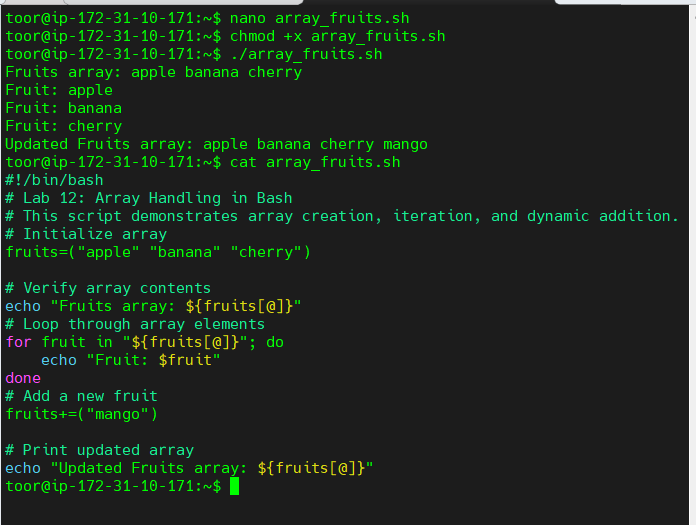 toor@ip-172-31-10-171:~$ nano array_fruits.sh
toor@ip-172-31-10-171:~$ chmod +x array_fruits.sh
toor@ip-172-31-10-171:~$ ./array_fruits.sh
Fruits array: apple banana cherry
Fruit: apple
Fruit: banana
Fruit: cherry
Updated Fruits array: apple banana cherry mango
toor@ip-172-31-10-171:~$ cat array_fruits.sh
#!/bin/bash
# Lab 12: Array Handling in Bash
# This script demonstrates array creation, iteration, and dynamic addition.
# Initialize array
fruits=("apple" "banana" "cherry")

# Verify array contents
echo "Fruits array: ${fruits[@]}"
# Loop through array elements
for fruit in "${fruits[@]}"; do
    echo "Fruit: $fruit"
done
# Add a new fruit
fruits+=("mango")

# Print updated array
echo "Updated Fruits array: ${fruits[@]}"
toor@ip-172-31-10-171:~$